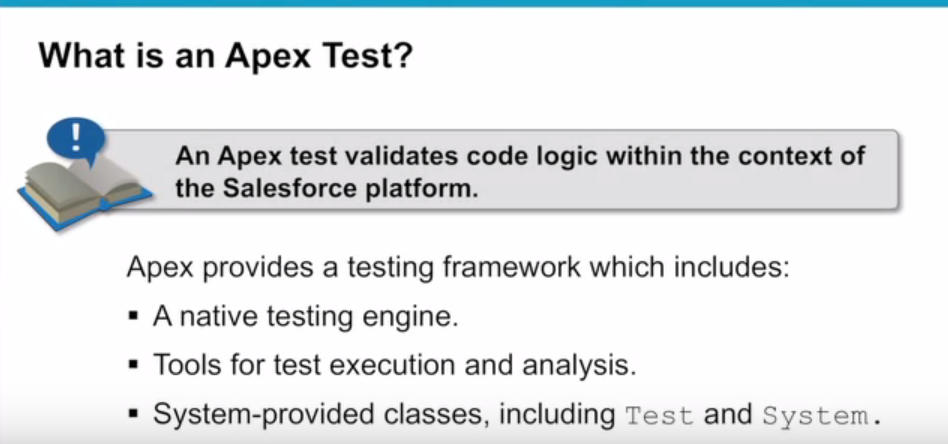 What is an Apex Test?
!
An Apex test validates code logic within the context of
the Salesforce platform.
Apex provides a testing framework which includes:
▪ A native testing engine.
▪ Tools for test execution and analysis.
▪ System-provided classes, including Test and System.